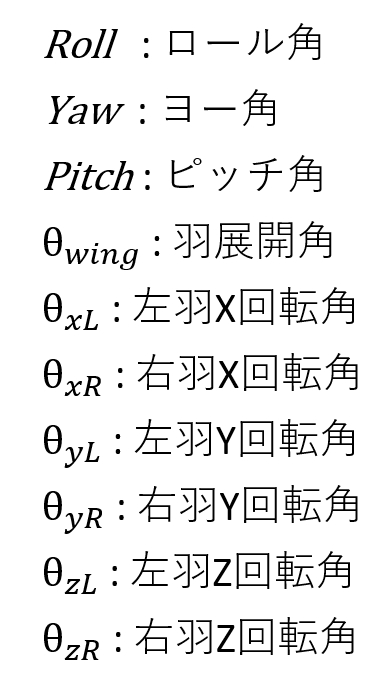 Roll : ロール角
Yaw : ヨー角
Pitch : ピッチ角
θwing : 羽展開角
θxL : 左羽X回転角
θxR : 右羽X回転角
θyL : 左羽Y回転角
θyR : 右羽Y回転角
θzL : 左羽Z回転角
θzR : 右羽Z回転角